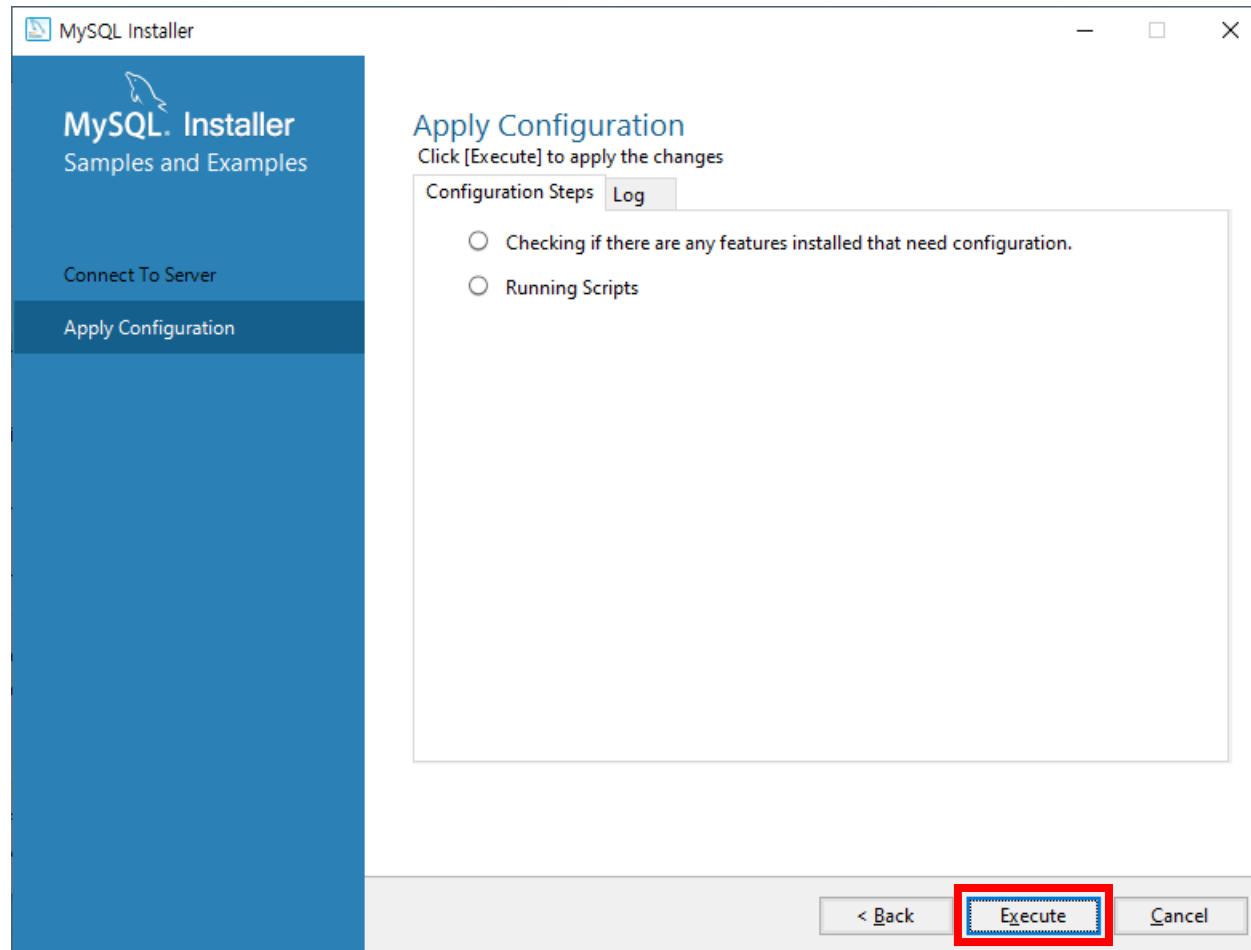 MySQL Installer
MySQL. Installer
Samples and Examples
Connect To Server
Apply Configuration
Apply Configuration
Click [Execute] to apply the changes
Configuration Steps
Log
Checking if there are any features installed that need configuration.
Running Scripts
< Back
Execute
Cancel